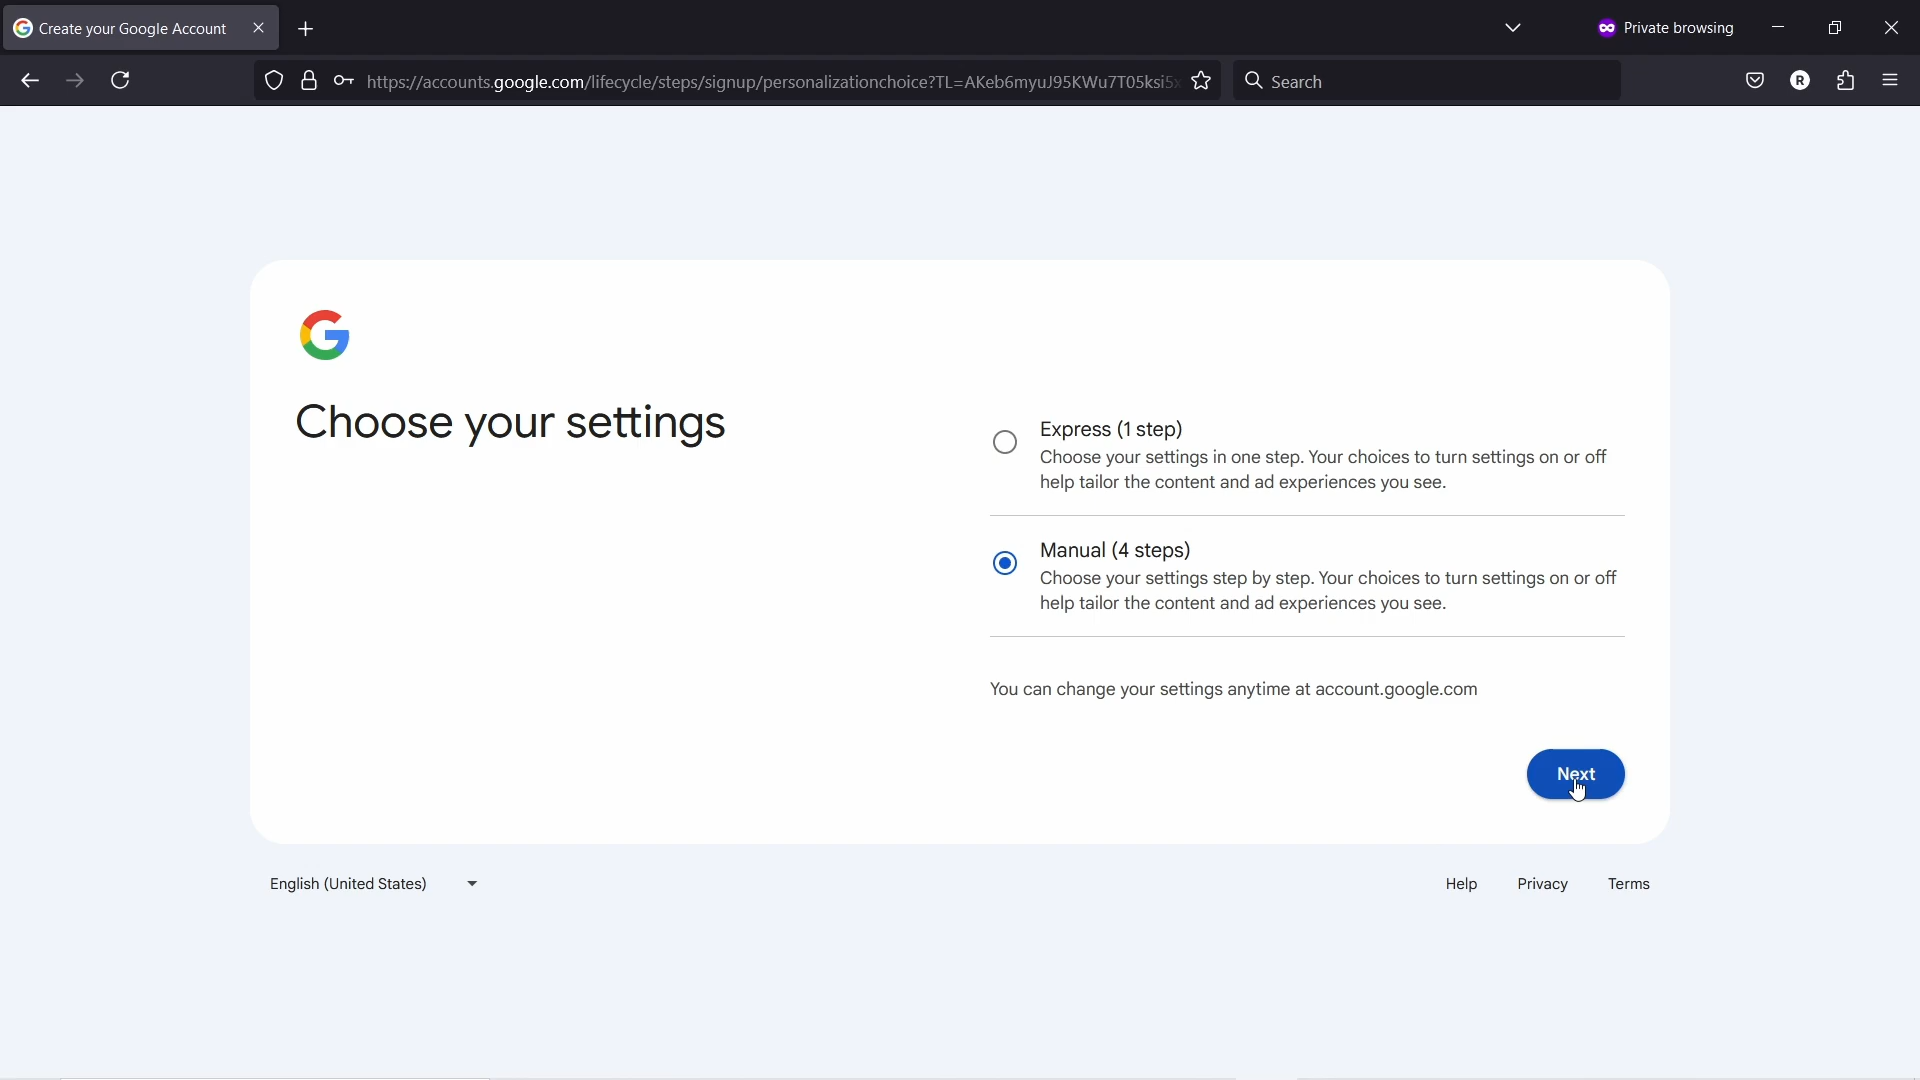 Create your Google Account
Private browsing
https://accounts.google.com/lifecycle/steps/signup/personalizationchoice?TL=AKeb6myuJ95KWu7T05ksi5x
Search
R
Choose your settings
Express (1 step)
Choose your settings in one step. Your choices to turn settings on or off
help tailor the content and ad experiences you see.
Manual (4 steps)
Choose your settings step by step. Your choices to turn settings on or off
help tailor the content and ad experiences you see.
You can change your settings anytime at account.google.com
Next
English (United States)
Help Privacy Terms